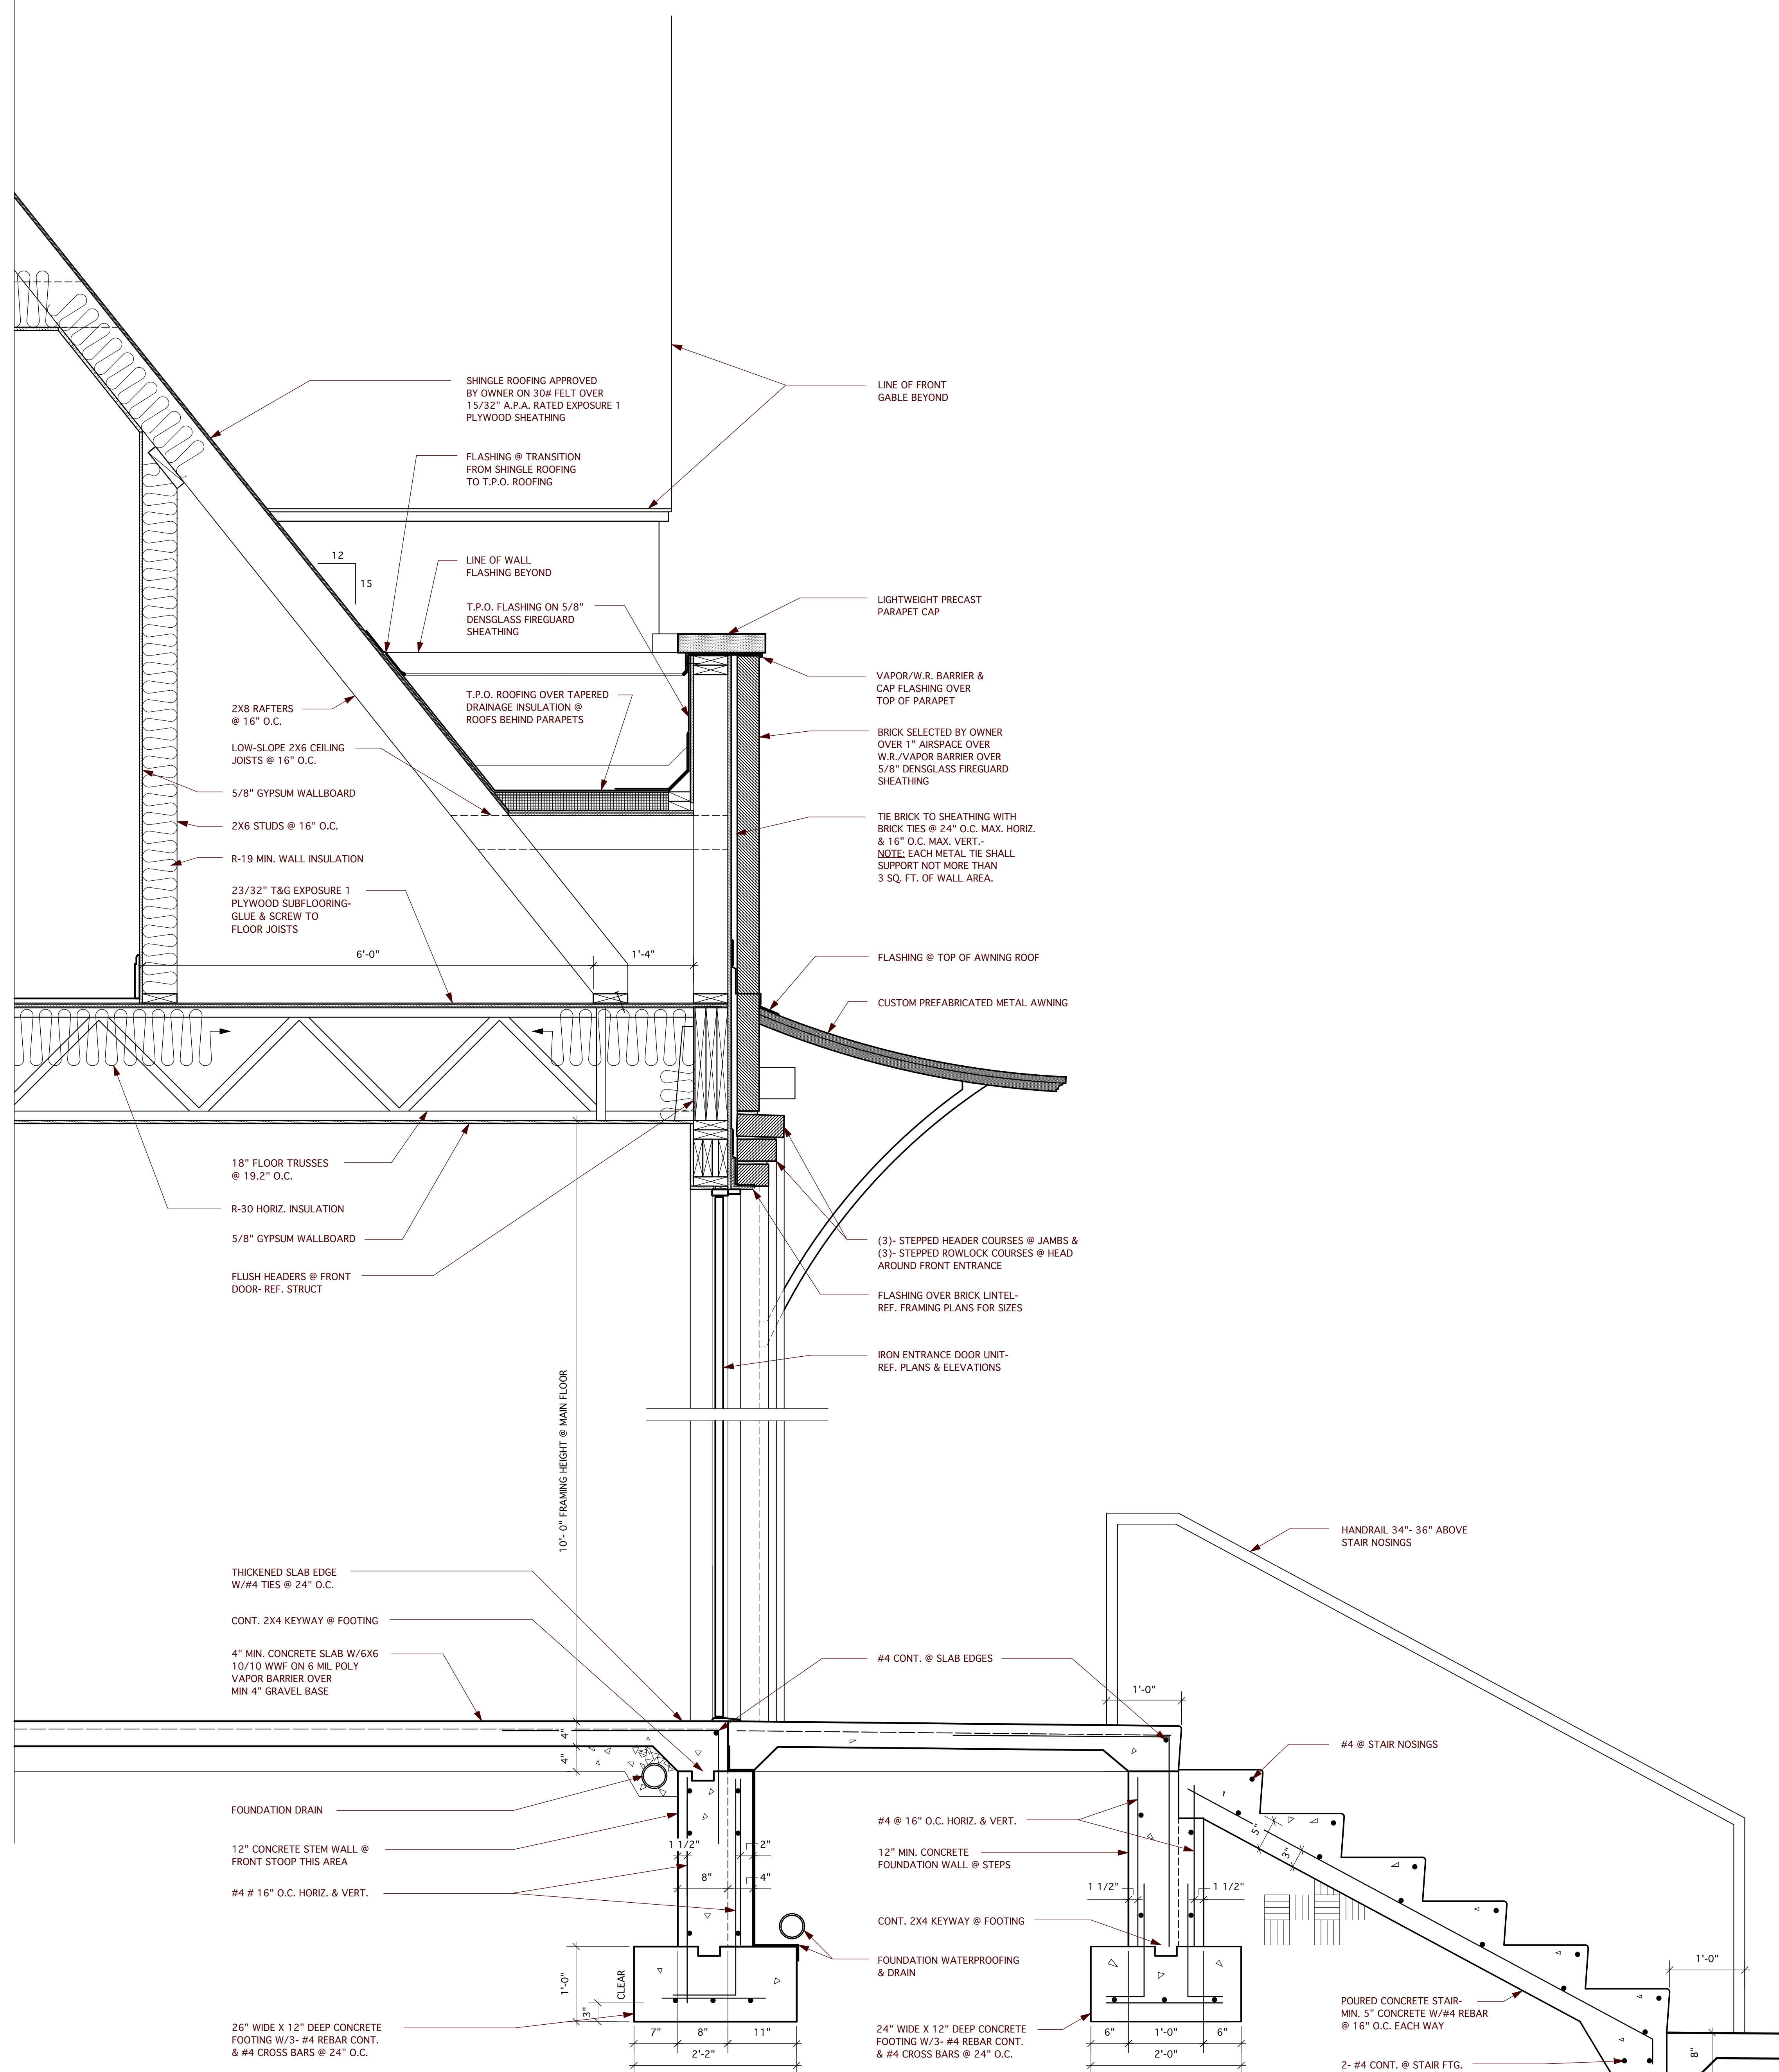 SHINGLE ROOFING APPROVED
BY OWNER ON 30# FELT OVER
15/32" A.P.A. RATED EXPOSURE 1
PLYWOOD SHEATHING
LINE OF FRONT
GABLE BEYOND
FLASHING @ TRANSITION
FROM SHINGLE ROOFING
TO T.P.O. ROOFING
12
15
LINE OF WALL
FLASHING BEYOND
T.P.O. FLASHING ON 5/8"
DENSGLASS FIREGUARD
SHEATHING
LIGHTWEIGHT PRECAST
PARAPET CAP
T.P.O. ROOFING OVER TAPERED
DRAINAGE INSULATION @
ROOFS BEHIND PARAPETS
VAPOR/W.R. BARRIER &
CAP FLASHING OVER
TOP OF PARAPET
2X8 RAFTERS
@ 16" O.C.
LOW-SLOPE 2X6 CEILING
JOISTS @ 16" O.C.
5/8" GYPSUM WALLBOARD
2X6 STUDS @ 16" O.C.
R-19 MIN. WALL INSULATION
23/32" T&G EXPOSURE 1
PLYWOOD SUBFLOORING-
GLUE & SCREW TO
FLOOR JOISTS
BRICK SELECTED BY OWNER
OVER 1" AIRSPACE OVER
W.R./VAPOR BARRIER OVER
5/8" DENSGLASS FIREGUARD
SHEATHING
TIE BRICK TO SHEATHING WITH
BRICK TIES @ 24" O.C. MAX. HORIZ.
& 16" O.C. MAX. VERT.-
NOTE: EACH METAL TIE SHALL
SUPPORT NOT MORE THAN
3 SQ. FT. OF WALL AREA.
6'-0"
1'-4"
FLASHING @ TOP OF AWNING ROOF
CUSTOM PREFABRICATED METAL AWNING
18" FLOOR TRUSSES
@ 19.2" O.C.
R-30 HORIZ. INSULATION
5/8" GYPSUM WALLBOARD
FLUSH HEADERS @ FRONT
DOOR- REF. STRUCT
(3)- STEPPED HEADER COURSES @ JAMBS &
(3)- STEPPED ROWLOCK COURSES @ HEAD
AROUND FRONT ENTRANCE
FLASHING OVER BRICK LINTEL-
REF. FRAMING PLANS FOR SIZES
IRON ENTRANCE DOOR UNIT-
REF. PLANS & ELEVATIONS
10'- 0" FRAMING HEIGHT @ MAIN FLOOR
HANDRAIL 34"- 36" ABOVE
STAIR NOSINGS
THICKENED SLAB EDGE
W/#4 TIES @ 24" O.C.
CONT. 2X4 KEYWAY @ FOOTING
4" MIN. CONCRETE SLAB W/6X6
10/10 WWF ON 6 MIL POLY
VAPOR BARRIER OVER
MIN 4" GRAVEL BASE
#4 CONT. @ SLAB EDGES
1'-0"
4"
4"
#4 @ STAIR NOSINGS
FOUNDATION DRAIN
12" CONCRETE STEM WALL @
FRONT STOOP THIS AREA
#4 # 16" O.C. HORIZ. & VERT.
1 1/2"
2"
8"
4"
#4 @ 16" O.C. HORIZ. & VERT.
12" MIN. CONCRETE
FOUNDATION WALL @ STEPS
1 1/2"
1 1/2"
5"
3"
CONT. 2X4 KEYWAY @ FOOTING
FOUNDATION WATERPROOFING
& DRAIN
1'-0"
1'-0"
3"
CLEAR
26" WIDE X 12" DEEP CONCRETE
FOOTING W/3- #4 REBAR CONT.
& #4 CROSS BARS @ 24" O.C.
7"
8"
11"
2'-2"
24" WIDE X 12" DEEP CONCRETE
FOOTING W/3- #4 REBAR CONT.
& #4 CROSS BARS @ 24" O.C.
6"
1'-0"
6"
2'-0"
POURED CONCRETE STAIR-
MIN. 5" CONCRETE W/#4 REBAR
@ 16" O.C. EACH WAY
2- #4 CONT. @ STAIR FTG.
8"